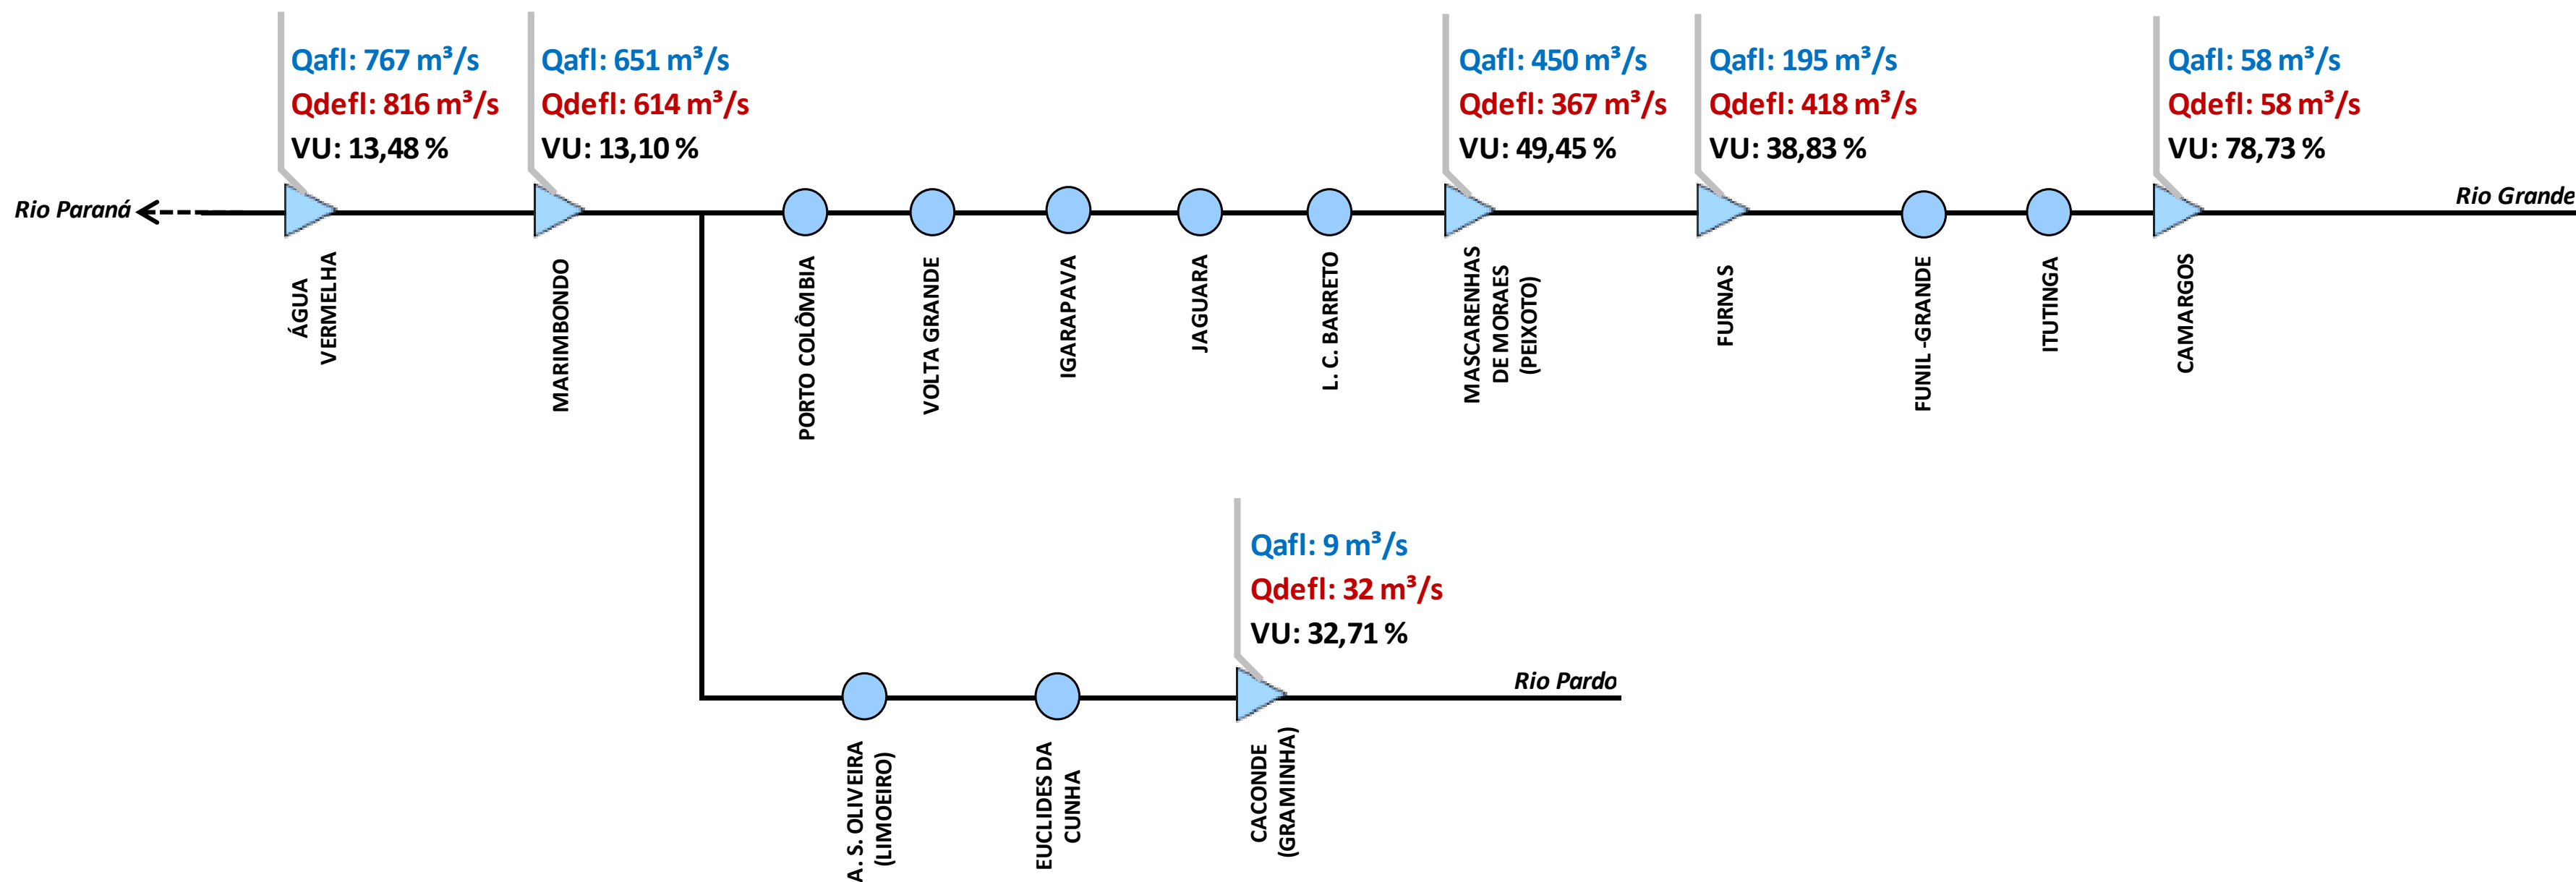 Qafl: 767 m³/s
Qdefl: 816 m³/s
VU: 13,48 %
Qafl: 651 m³/s
Qdefl: 614 m³/s
VU: 13,10 %
Qafl: 450 m³/s
Qdefl: 367 m³/s
VU: 49,45 %
Qafl: 195 m³/s
Qdefl: 418 m³/s
VU: 38,83 %
Qafl: 58 m³/s
Qdefl: 58 m³/s
VU: 78,73 %
Rio Paraná
Rio Grande
ÁGUA
VERMELHA
MARIMBONDO
PORTO COLÔMBIA
VOLTA GRANDE
IGARAPAVA
JAGUARA
L. C. BARRETO
MASCARENHAS
DE MORAES
(PEIXOTO)
FURNAS
FUNIL -GRANDE
ITUTINGA
CAMARGOS
Qafl: 9 m³/s
Qdefl: 32 m³/s
VU: 32,71 %
Rio Pardo
A. S. OLIVEIRA
(LIMOEIRO)
EUCLIDES DA
CUNHA
CACONDE
(GRAMINHA)